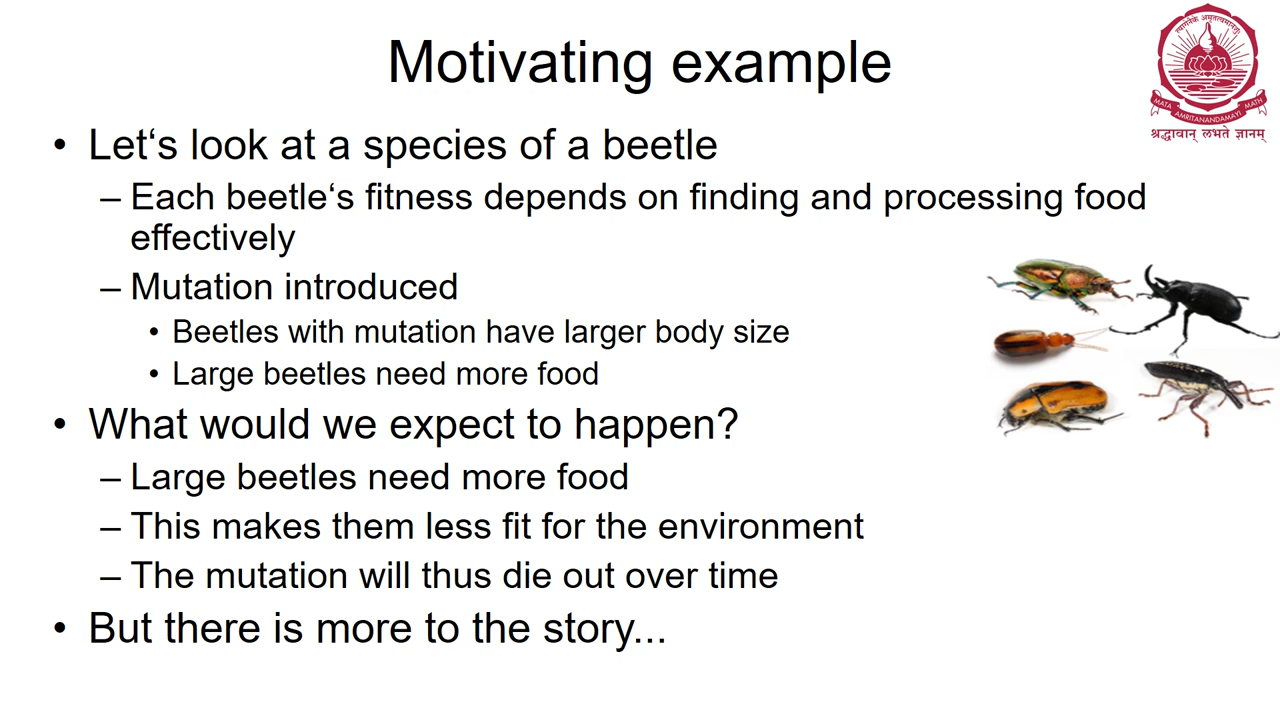 Motivating example
• Let‘s look at a species of a beetle
– Each beetle‘s fitness depends on finding and processing food
effectively
– Mutation introduced
• Beetles with mutation have larger body size
• Large beetles need more food
• What would we expect to happen?
– Large beetles need more food
– This makes them less fit for the environment
– The mutation will thus die out over time
• But there is more to the story...
MATA AMRITANANDAMAYI MATH
श्रद्धावान् लभते ज्ञानम्